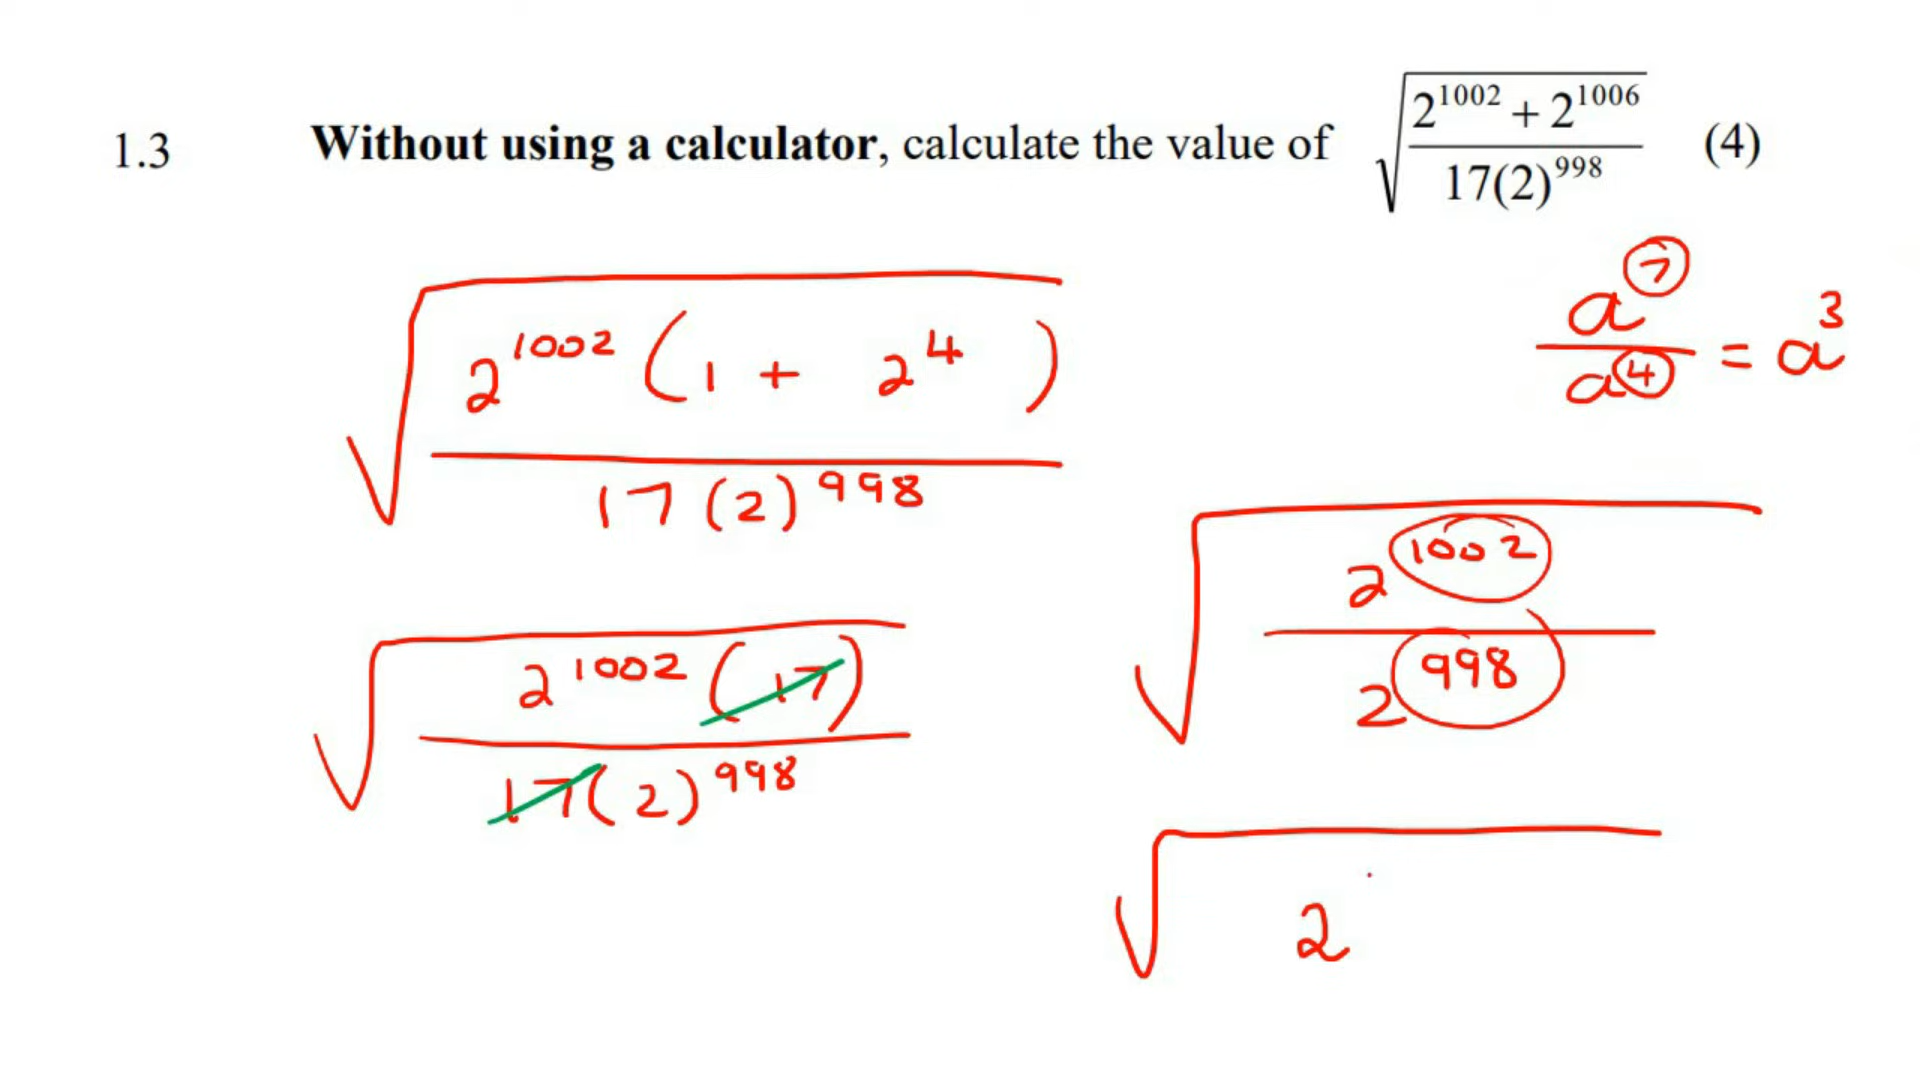 1.3 Without using a calculator, calculate the value of √((2^1002 + 2^1006)/(17(2)^998)) (4)
√((2^1002 (1 + 2^4))/(17(2)^998))
a^7/a^4 = a^3
√((2^1002 (17))/(17(2)^998))
√(2^1002/2^998)
√(2)